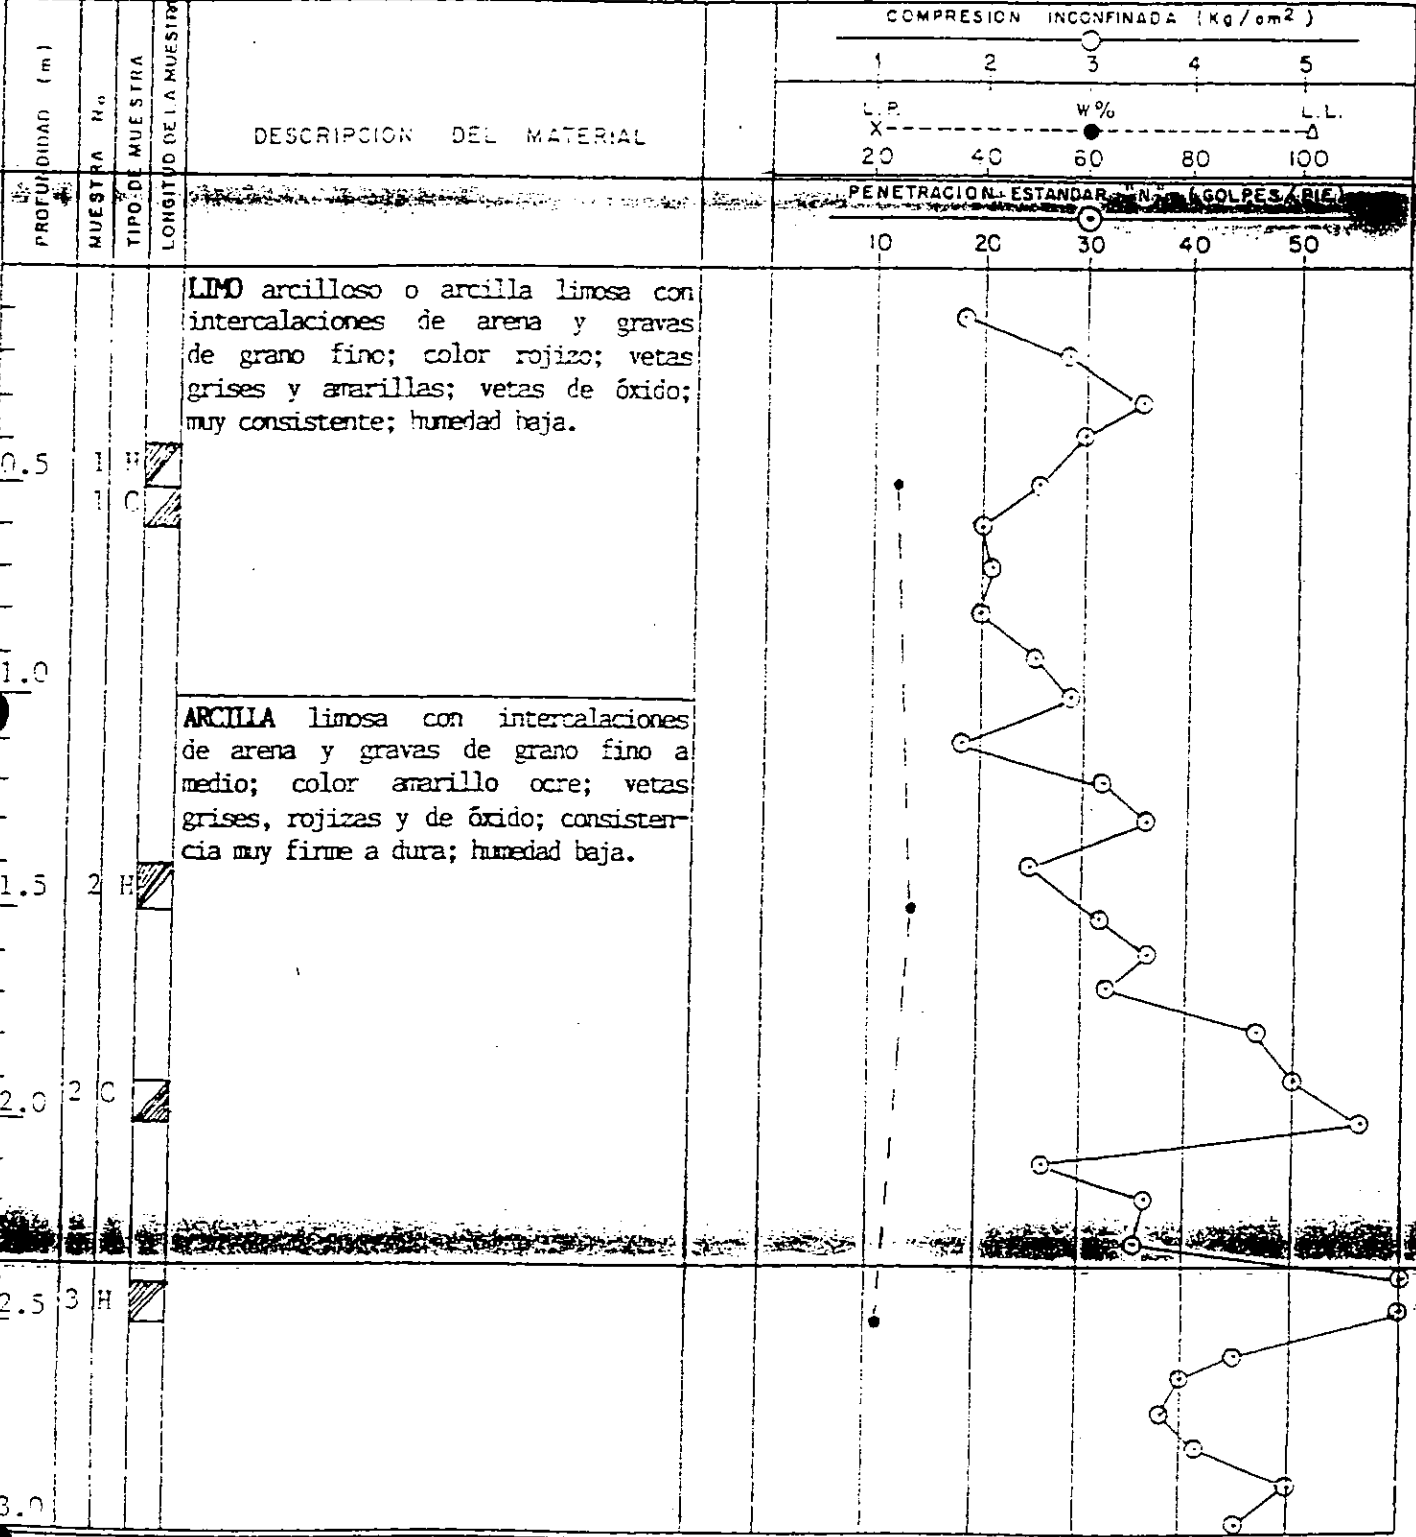 PROFUNDIDAD (m)
MUESTRA No
TIPO DE MUESTRA
LONGITUD DE LA MUESTRA
DESCRIPCION DEL MATERIAL
COMPRESION INCONFINADA (Kg/cm2)
1 2 3 4 5
L.P. W% L.L.
20 40 60 80 100
PENETRACION ESTANDAR "N" (GOLPES/PIE)
10 20 30 40 50
LIMO arcilloso o arcilla limosa con
intercalaciones de arena y gravas
de grano fino; color rojizo; vetas
grises y amarillas; vetas de óxido;
muy consistente; humedad baja.
0.5 1 H
1 C
1.0
ARCILLA limosa con intercalaciones
de arena y gravas de grano fino a
medio; color amarillo ocre; vetas
grises, rojizas y de óxido; consisten-
cia muy firme a dura; humedad baja.
1.5 2 H
2.0 2 C
2.5 3 H
3.0